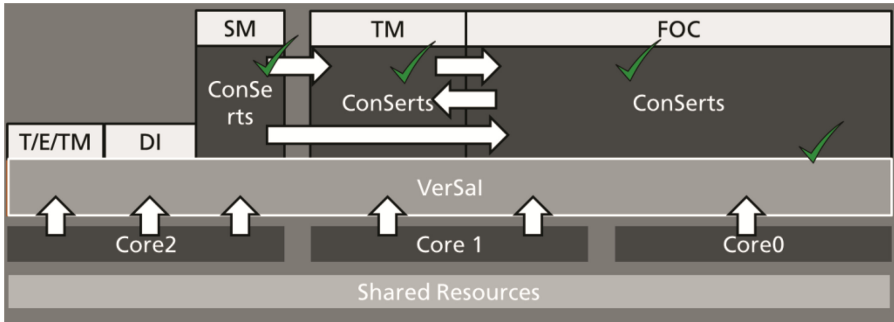 SM
TM
FOC
ConSe
rts
ConSerts
ConSerts
T/E/TM
DI
VerSaI
Core2
Core 1
Core0
Shared Resources